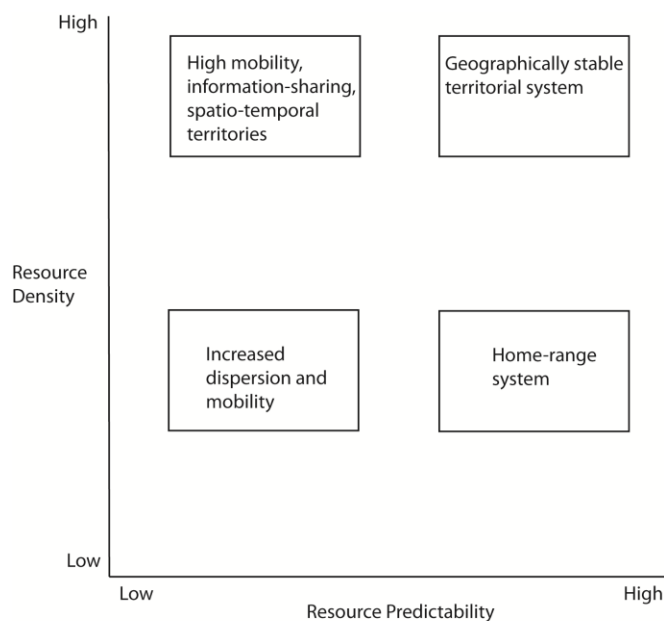 High
High mobility,
information-sharing,
spatio-temporal
territories
Geographically stable
territorial system
Resource
Density
Increased
dispersion and
mobility
Home-range
system
Low
Low
High
Resource Predictability